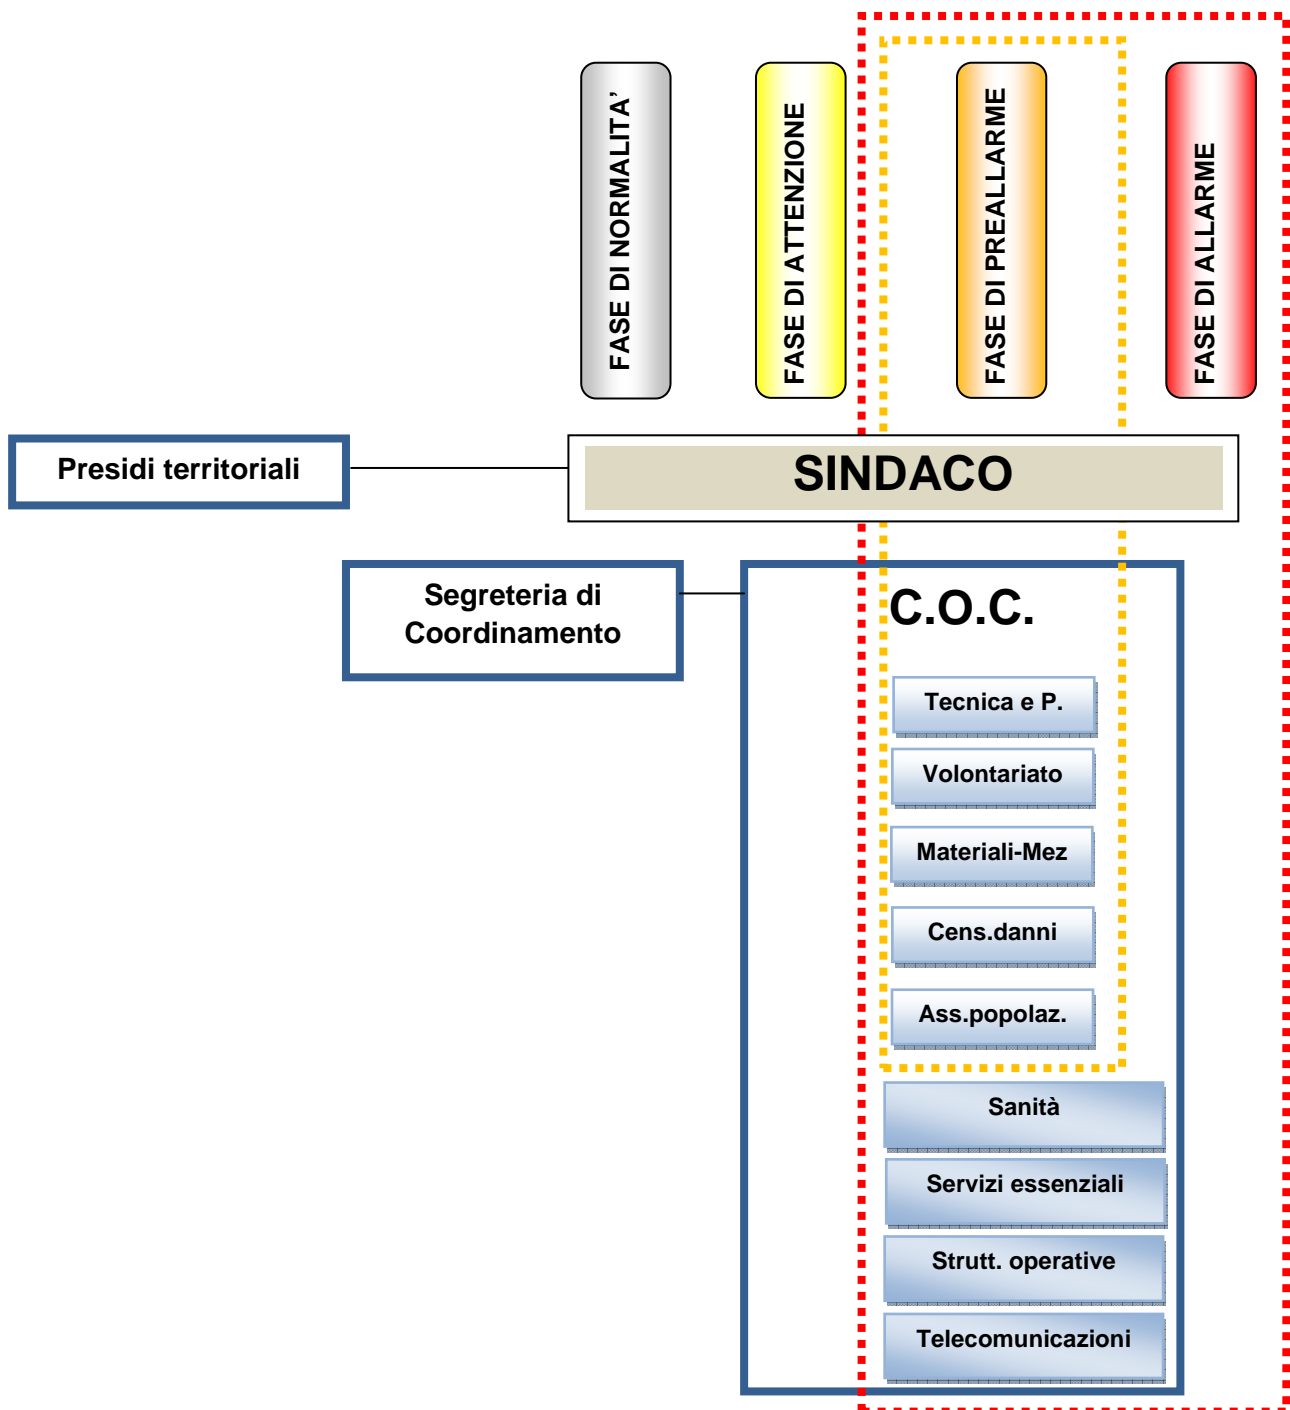 FASE DI NORMALITA’
FASE DI ATTENZIONE
FASE DI PREALLARME
FASE DI ALLARME
Presidi territoriali
SINDACO
Segreteria di
Coordinamento
C.O.C.
Tecnica e P.
Volontariato
Materiali-Mez
Cens.danni
Ass.popolaz.
Sanità
Servizi essenziali
Strutt. operative
Telecomunicazioni